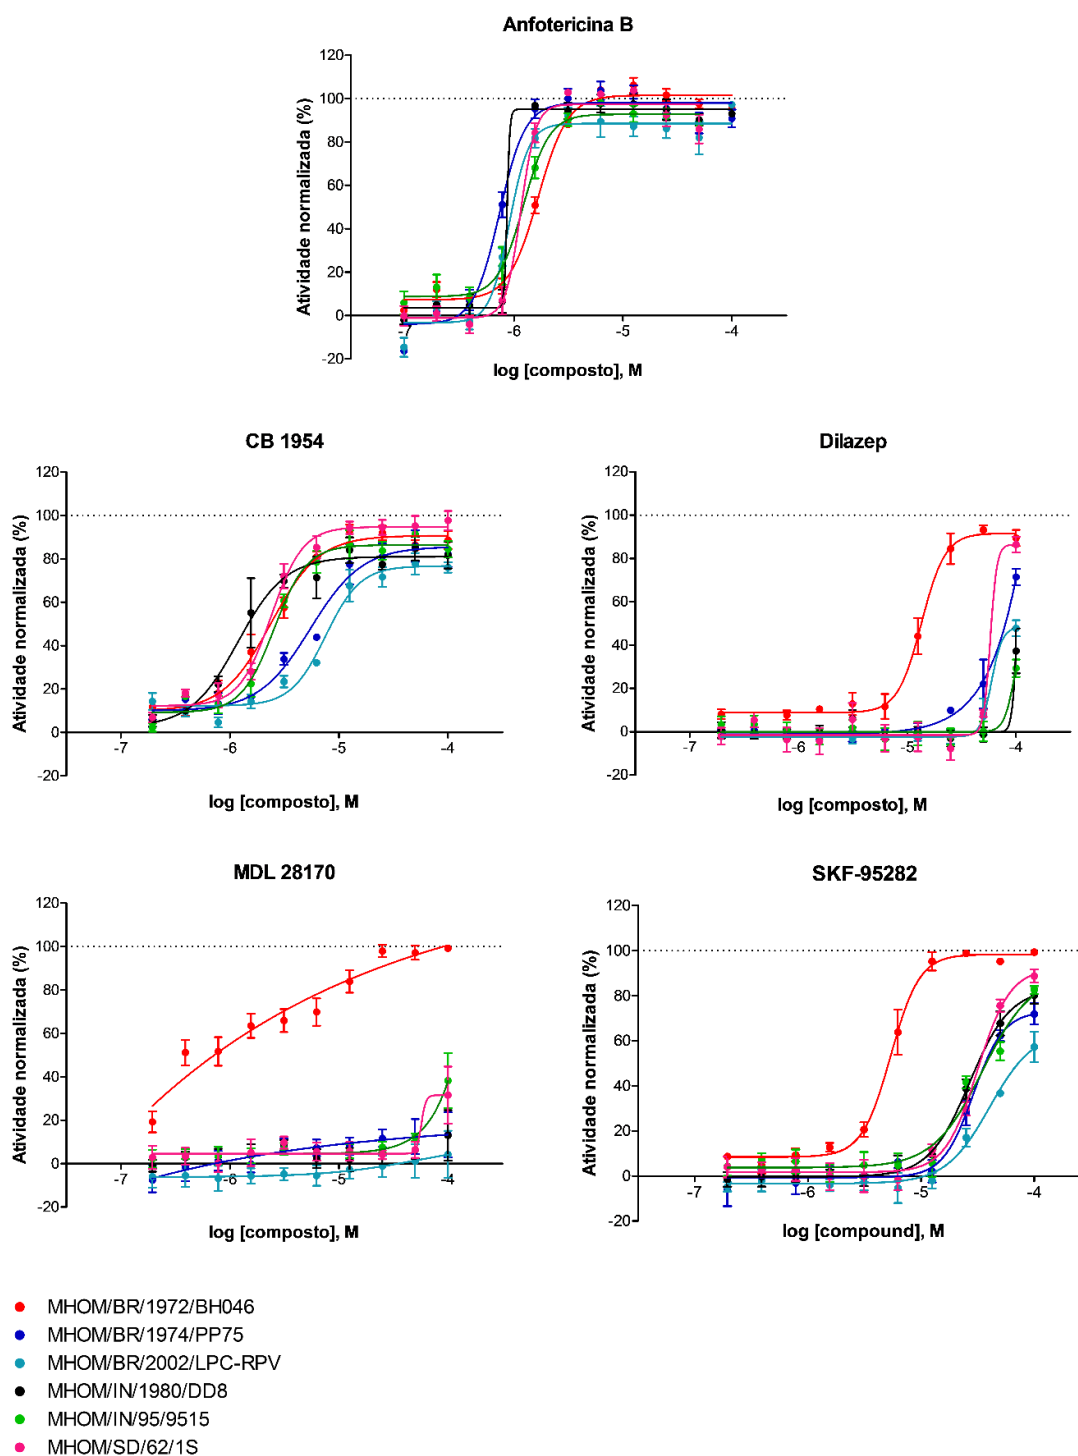 Anfotericina B
Atividade normalizada (%)
120
100
80
60
40
20
0
-20
-7
-6
-5
-4
log [composto], M
CB 1954
Atividade normalizada (%)
120
100
80
60
40
20
0
-20
-7
-6
-5
-4
log [composto], M
Dilazep
Atividade normalizada (%)
120
100
80
60
40
20
0
-20
-7
-6
-5
-4
log [composto], M
MDL 28170
Atividade normalizada (%)
120
100
80
60
40
20
0
-20
-7
-6
-5
-4
log [composto], M
SKF-95282
Atividade normalizada (%)
120
100
80
60
40
20
0
-20
-7
-6
-5
-4
log [compound], M
MHOM/BR/1972/BH046
MHOM/BR/1974/PP75
MHOM/BR/2002/LPC-RPV
MHOM/IN/1980/DD8
MHOM/IN/95/9515
MHOM/SD/62/1S